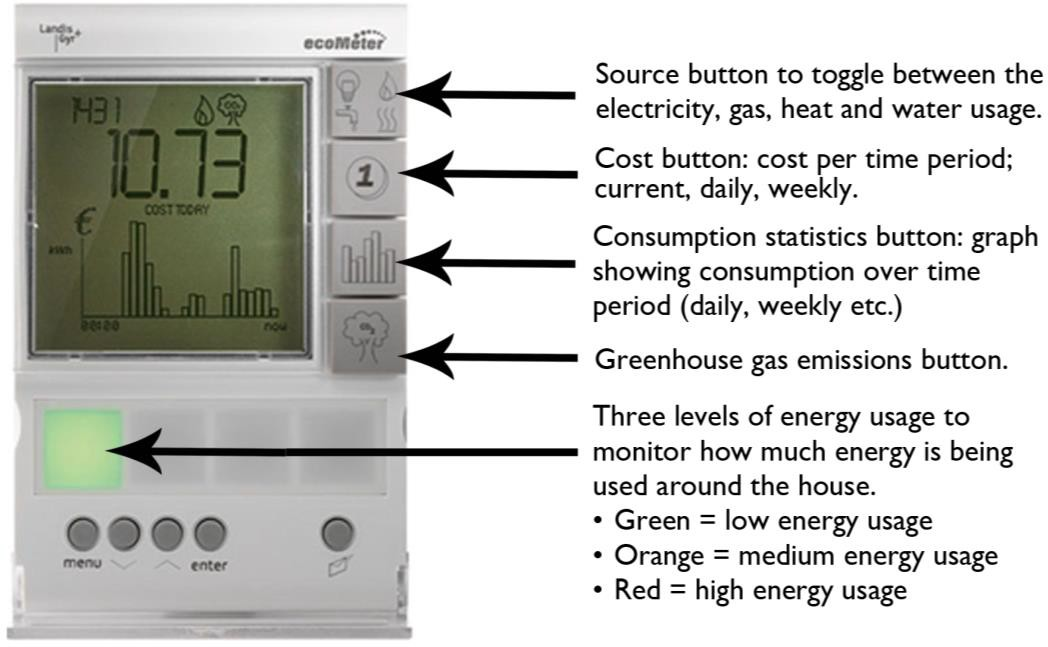 Landis
Gyr+
ecoMeter
1431
CO2
10.73
COST TODAY
€
kWh
00:00
now
1
CO2
menu
enter
Source button to toggle between the
electricity, gas, heat and water usage.
Cost button: cost per time period;
current, daily, weekly.
Consumption statistics button: graph
showing consumption over time
period (daily, weekly etc.)
Greenhouse gas emissions button.
Three levels of energy usage to
monitor how much energy is being
used around the house.
• Green = low energy usage
• Orange = medium energy usage
• Red = high energy usage